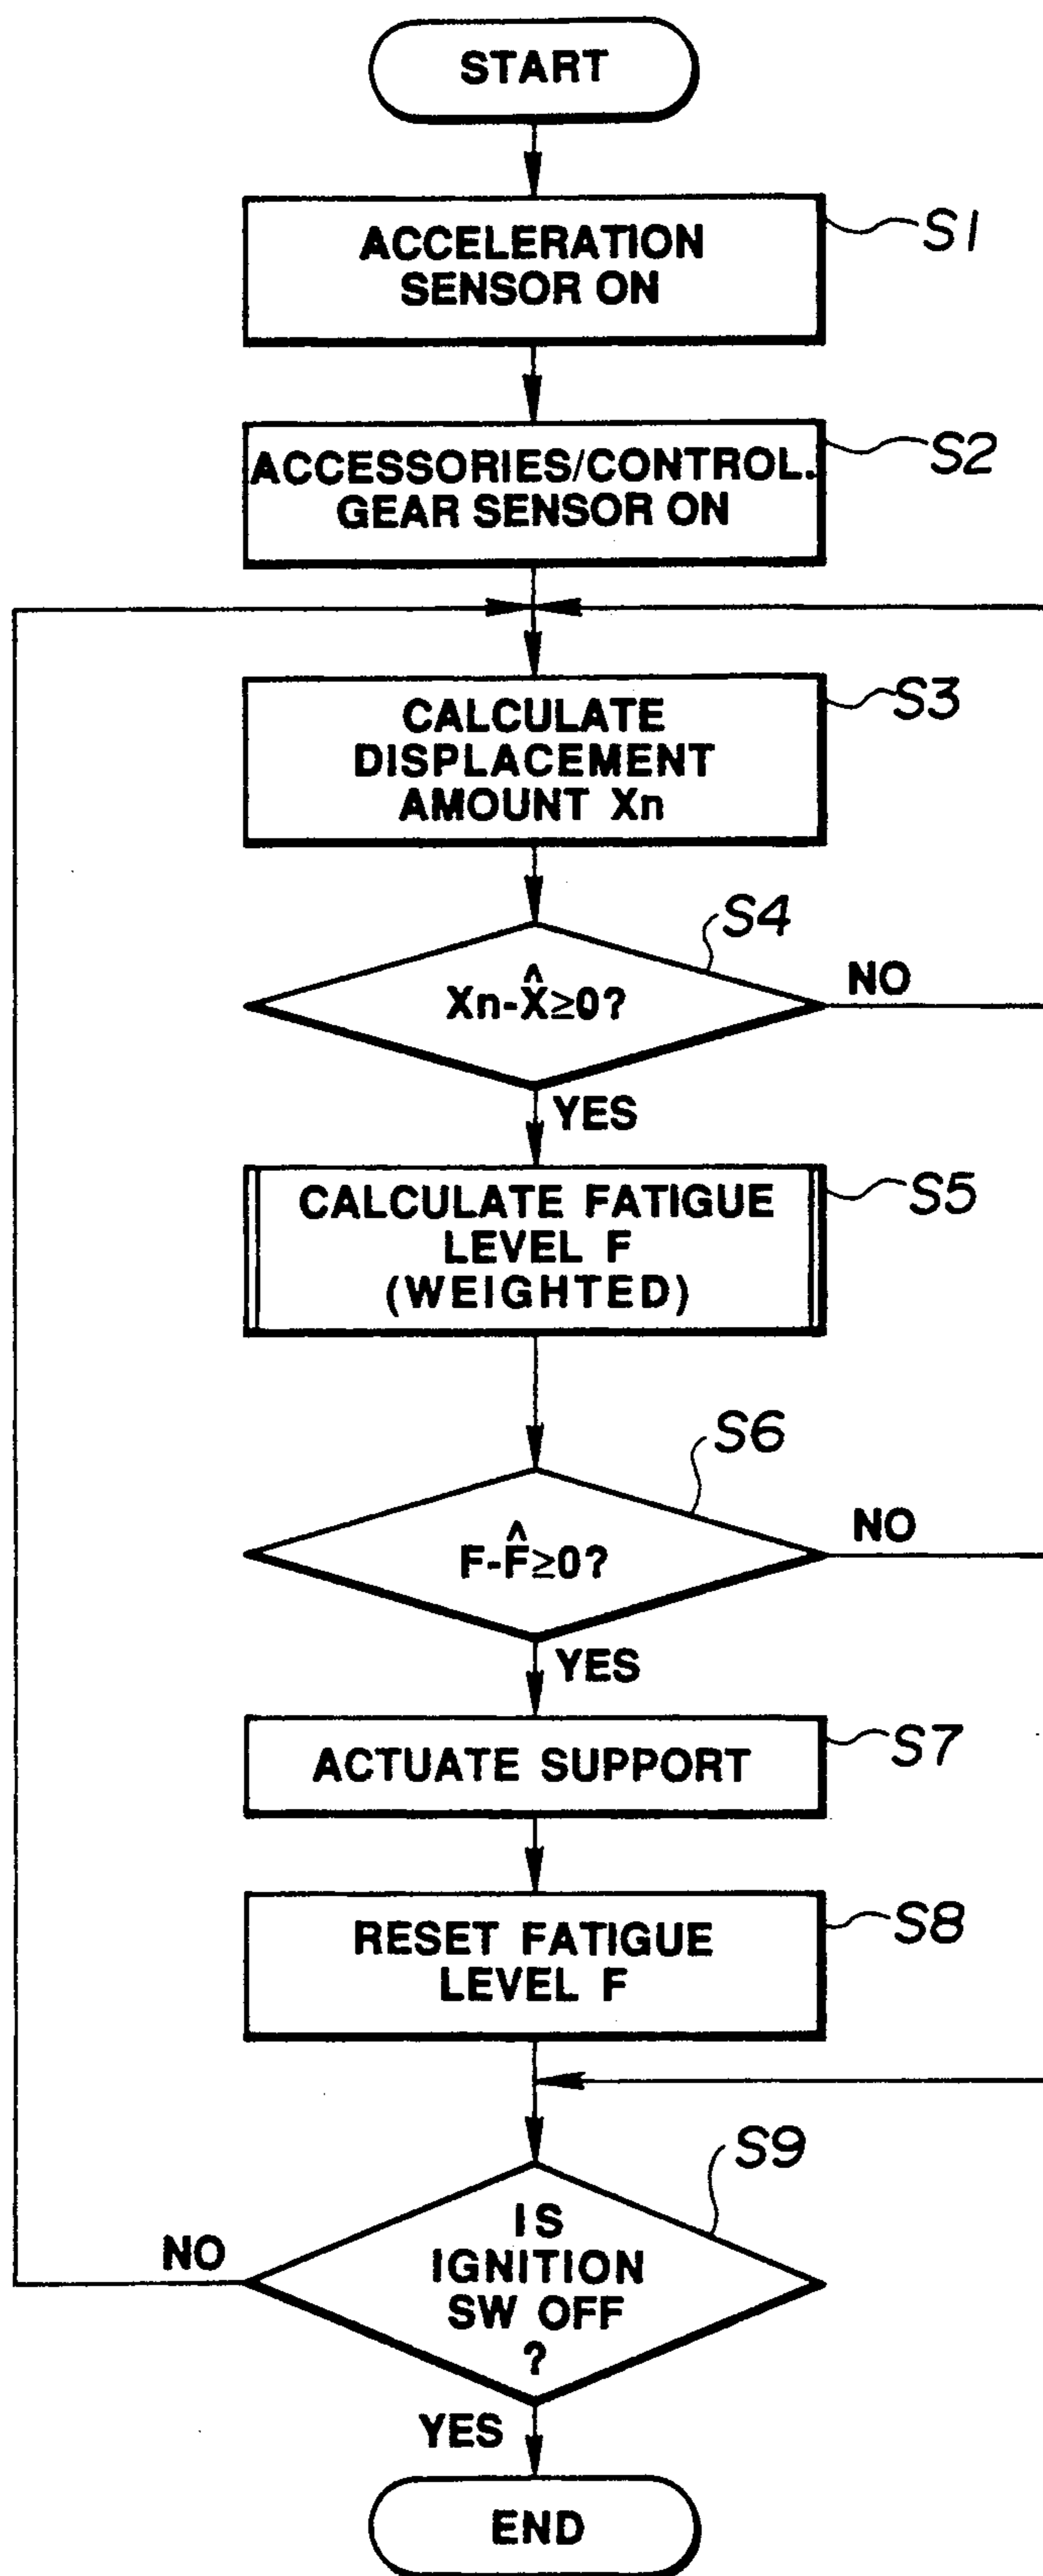 START
ACCELERATION
SENSOR ON
S1
ACCESSORIES/CONTROL.
GEAR SENSOR ON
S2
CALCULATE
DISPLACEMENT
AMOUNT Xn
S3
S4
Xn-X̂≥0?
NO
YES
CALCULATE FATIGUE
LEVEL F
(WEIGHTED)
S5
S6
F-F̂≥0?
NO
YES
ACTUATE SUPPORT
S7
RESET FATIGUE
LEVEL F
S8
S9
IS
IGNITION
SW OFF
?
NO
YES
END